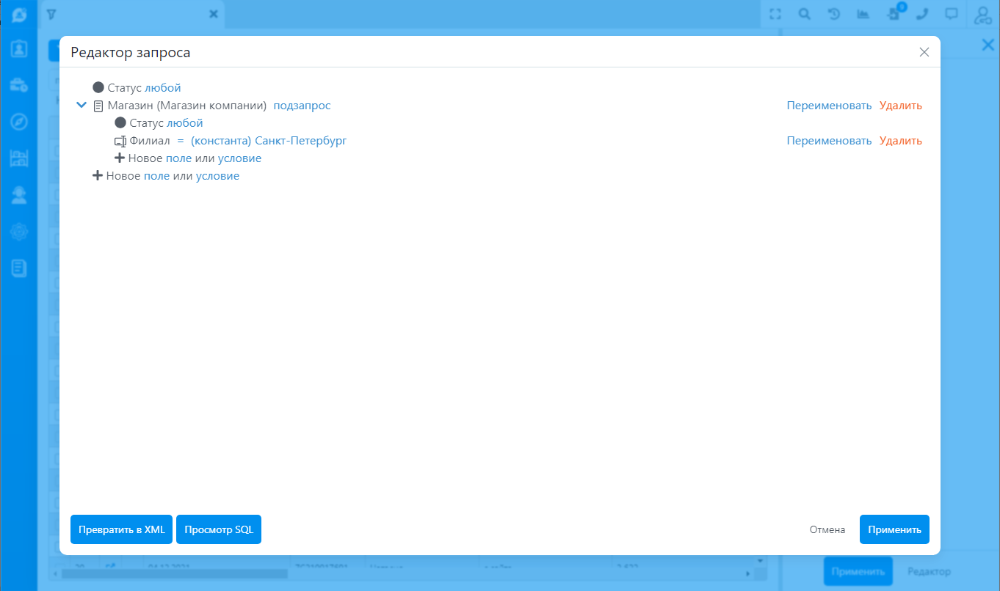 0
Редактор запроса
Статус любой
Магазин (Магазин компании) подзапрос Переименовать Удалить
Статус любой
Филиал = (константа) Санкт-Петербург Переименовать Удалить
Новое поле или условие
Новое поле или условие
Превратить в XML Просмотр SQL Отмена Применить
Применить Редактор